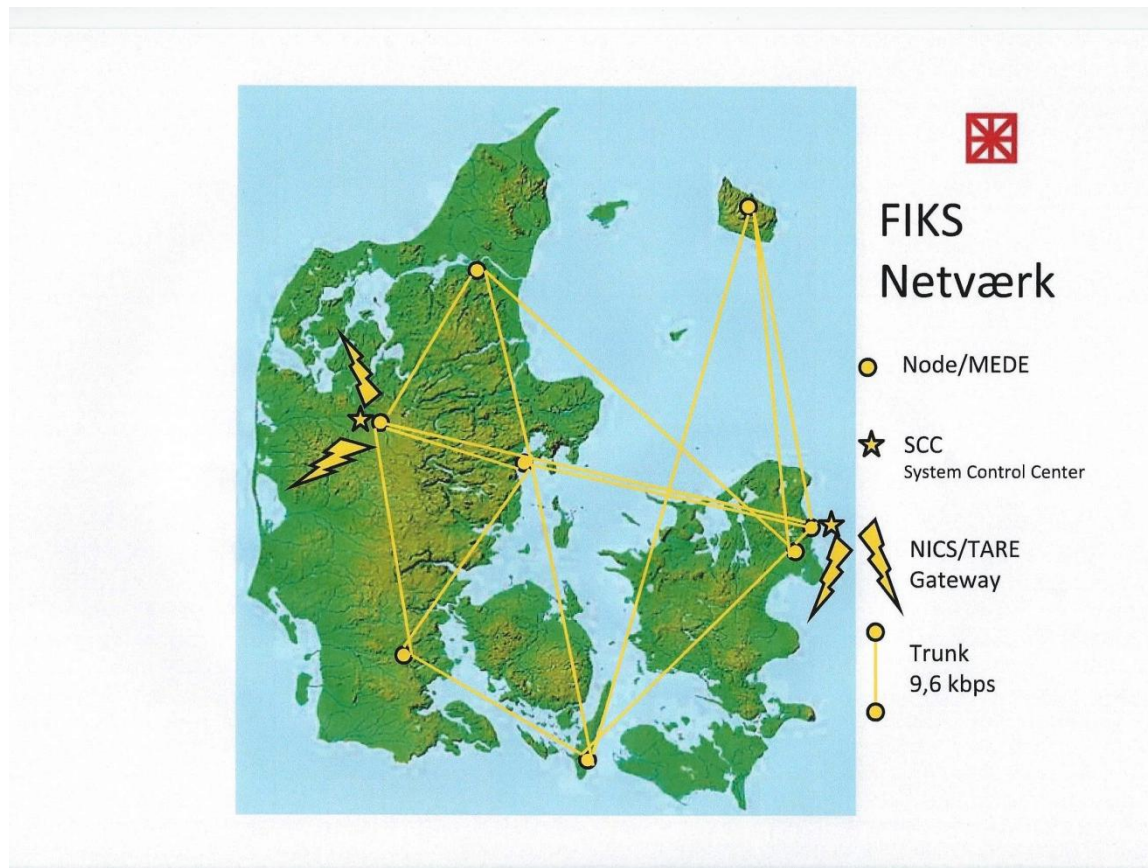 FIKS
Netværk
Node/MEDE
SCC
System Control Center
NICS/TARE
Gateway
Trunk
9,6 kbps